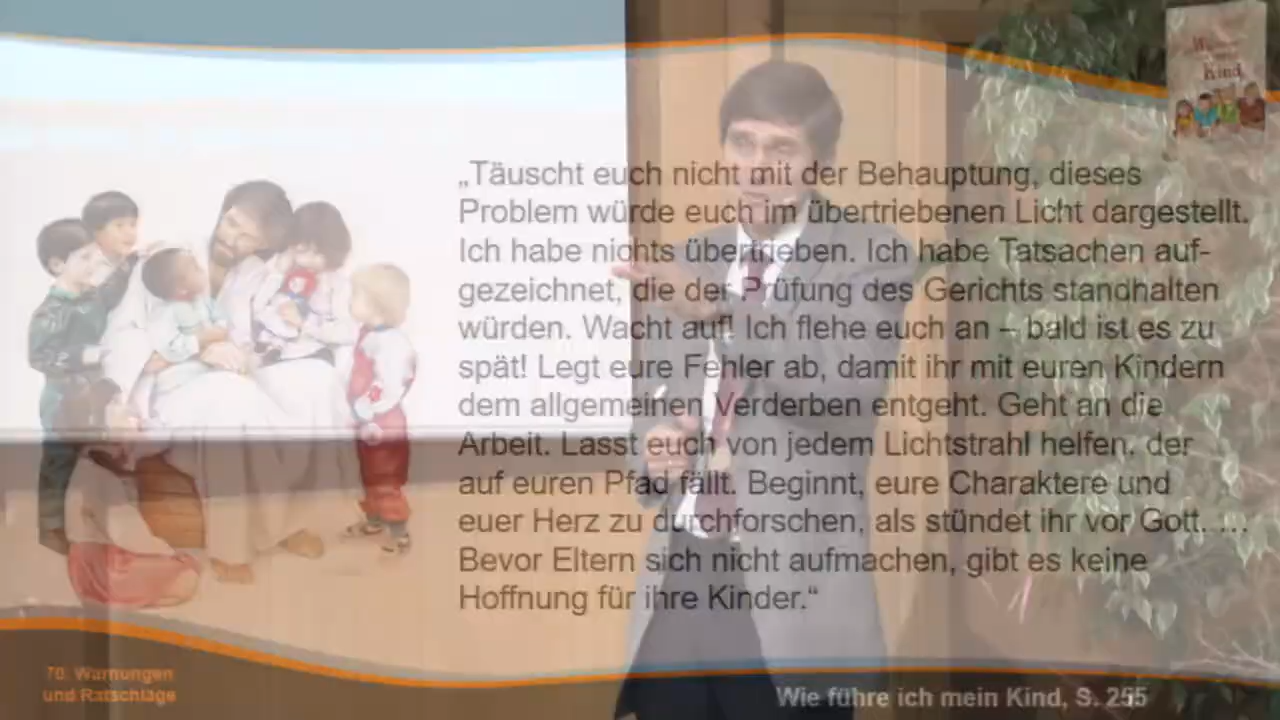 Kind
„Täuscht euch nicht mit der Behauptung, dieses
Problem würde euch im übertriebenen Licht dargestellt.
Ich habe nichts übertrieben. Ich habe Tatsachen auf-
gezeichnet, die der Prüfung des Gerichts standhalten
würden. Wacht auf! Ich flehe euch an – bald ist es zu
spät! Legt eure Fehler ab, damit ihr mit euren Kindern
dem allgemeinen Verderben entgeht. Geht an die
Arbeit. Lasst euch von jedem Lichtstrahl helfen, der
auf euren Pfad fällt. Beginnt, eure Charaktere und
euer Herz zu durchforschen, als stündet ihr vor Gott. …
Bevor Eltern sich nicht aufmachen, gibt es keine
Hoffnung für ihre Kinder.“
70. Warnungen
und Ratschläge
Wie führe ich mein Kind, S. 255